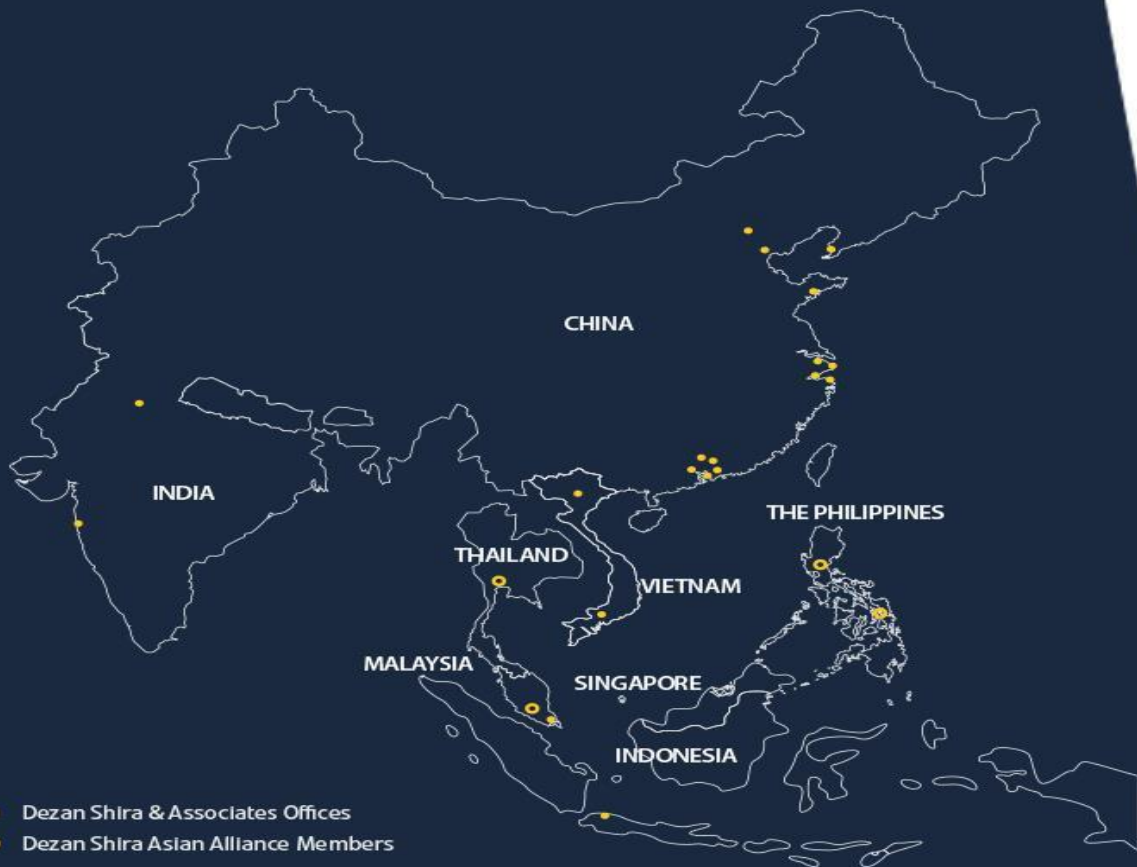 CHINA
INDIA
THE PHILIPPINES
THAILAND
VIETNAM
MALAYSIA
SINGAPORE
INDONESIA
Dezan Shira & Associates Offices
Dezan Shira Asian Alliance Members